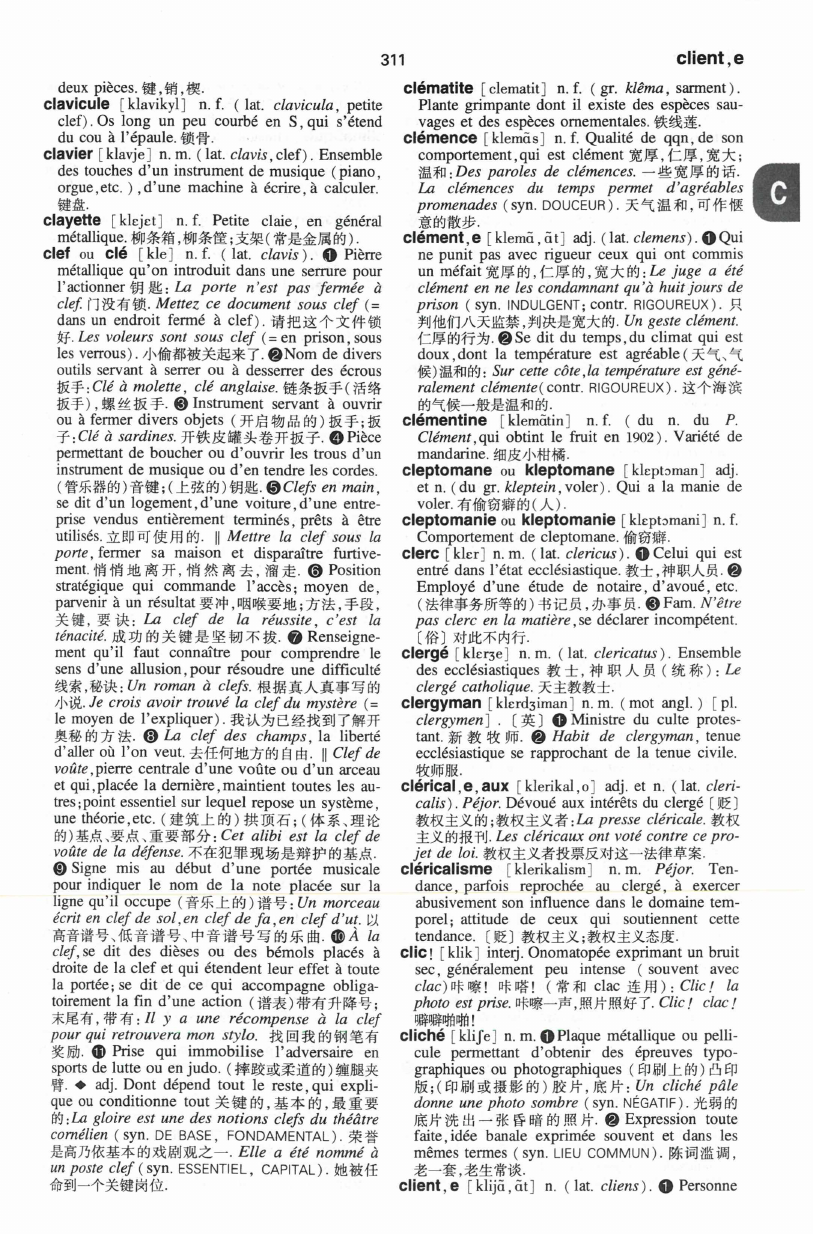 311
client,e
deux pièces. 键,销,楔.
clavicule [klavikyl] n. f. ( lat. clavicula, petite
clef). Os long un peu courbé en S, qui s'étend
du cou à l'épaule. 锁骨.
clavier [klavje] n. m. ( lat. clavis, clef). Ensemble
des touches d'un instrument de musique (piano,
orgue,etc. ) ,d'une machine à écrire,à calculer.
键盘.
clayette [klɛjɛt] n. f. Petite claie, en général
métallique. 柳条箱,柳条筐;支架(常是金属的).
clef ou clé [kle] n. f. ( lat. clavis). ❶ Pièrre
métallique qu'on introduit dans une serrure pour
l'actionner 钥匙: La porte n'est pas fermée à
clef. 门没有锁. Mettez ce document sous clef (=
dans un endroit fermé à clef). 请把这个文件锁
好. Les voleurs sont sous clef (= en prison, sous
les verrous). 小偷都被关起来了. ❷Nom de divers
outils servant à serrer ou à desserrer des écrous
扳手:Clé à molette, clé anglaise. 链条扳手(活络
扳手),螺丝扳手. ❸ Instrument servant à ouvrir
ou à fermer divers objets (开启物品的)扳手;扳
子:Clé à sardines. 开铁皮罐头卷开扳子. ❹Pièce
permettant de boucher ou d'ouvrir les trous d'un
instrument de musique ou d'en tendre les cordes.
(管乐器的)音键;(上弦的)钥匙. ❺Clefs en main,
se dit d'un logement,d'une voiture,d'une entre-
prise vendus entièrement terminés, prêts à être
utilisés. 立即可使用的. ‖ Mettre la clef sous la
porte, fermer sa maison et disparaître furtive-
ment. 悄悄地离开,悄然离去,溜走. ❻ Position
stratégique qui commande l'accès; moyen de,
parvenir à un résultat 要冲,咽喉要地;方法,手段,
关键,要诀: La clef de la réussite, c'est la
ténacité. 成功的关键是坚韧不拔. ❼ Renseigne-
ment qu'il faut connaître pour comprendre le
sens d'une allusion,pour résoudre une difficulté
线索,秘诀:Un roman à clefs. 根据真人真事写的
小说. Je crois avoir trouvé la clef du mystère (=
le moyen de l'expliquer). 我认为已经找到了解开
奥秘的方法. ❽ La clef des champs, la liberté
d'aller où l'on veut. 去任何地方的自由. ‖ Clef de
voûte,pierre centrale d'une voûte ou d'un arceau
et qui,placée la dernière,maintient toutes les au-
tres;point essentiel sur lequel repose un système,
une théorie,etc. (建筑上的)拱顶石;(体系、理论
的)基点、要点、重要部分:Cet alibi est la clef de
voûte de la défense. 不在犯罪现场是辩护的基点.
❾ Signe mis au début d'une portée musicale
pour indiquer le nom de la note placée sur la
ligne qu'il occupe (音乐上的)谱号:Un morceau
écrit en clef de sol,en clef de fa,en clef d'ut. 以
高音谱号、低音谱号、中音谱号写的乐曲. ❿À la
clef,se dit des dièses ou des bémols placés à
droite de la clef et qui étendent leur effet à toute
la portée; se dit de ce qui accompagne obliga-
toirement la fin d'une action (谱表)带有升降号;
末尾有,带有:Il y a une récompense à la clef
pour qui retrouvera mon stylo. 找回我的钢笔有
奖励. ⓫ Prise qui immobilise l'adversaire en
sports de lutte ou en judo. (摔跤或柔道的)缠腿夹
臂. ◆ adj. Dont dépend tout le reste,qui expli-
que ou conditionne tout 关键的,基本的,最重要
的:La gloire est une des notions clefs du théâtre
cornélien (syn. DE BASE, FONDAMENTAL). 荣誉
是高乃依基本的戏剧观之一. Elle a été nommé à
un poste clef (syn. ESSENTIEL, CAPITAL). 她被任
命到一个关键岗位.
clématite [clematit] n. f. ( gr. klêma, sarment).
Plante grimpante dont il existe des espèces sau-
vages et des espèces ornementales. 铁线莲.
clémence [klemɑ̃s] n. f. Qualité de qqn, de son
comportement,qui est clément 宽厚,仁厚,宽大;
温和:Des paroles de clémences. 一些宽厚的话.
La clémences du temps permet d'agréables
promenades (syn. DOUCEUR). 天气温和,可作惬
意的散步.
C
clément,e [klemɑ̃,ɑ̃t] adj. (lat. clemens). ❶Qui
ne punit pas avec rigueur ceux qui ont commis
un méfait 宽厚的,仁厚的,宽大的: Le juge a été
clément en ne les condamnant qu'à huit jours de
prison ( syn. INDULGENT; contr. RIGOUREUX). 只
判他们八天监禁,判决是宽大的. Un geste clément.
仁厚的行为. ❷Se dit du temps,du climat qui est
doux,dont la température est agréable(天气、气
候)温和的: Sur cette côte,la température est géné-
ralement clémente(contr. RIGOUREUX). 这个海滨
的气候一般是温和的.
clémentine [klemɑ̃tin] n. f. ( du n. du P.
Clément,qui obtint le fruit en 1902). Variété de
mandarine. 细皮小柑橘.
cleptomane ou kleptomane [klɛptɔman] adj.
et n. (du gr. kleptein,voler). Qui a la manie de
voler. 有偷窃癖的(人).
cleptomanie ou kleptomanie [klɛptɔmani] n. f.
Comportement de cleptomane. 偷窃癖.
clerc [klɛr] n. m. ( lat. clericus). ❶ Celui qui est
entré dans l'état ecclésiastique. 教士,神职人员. ❷
Employé d'une étude de notaire, d'avoué, etc.
(法律事务所等的)书记员,办事员. ❸Fam. N'être
pas clerc en la matière,se déclarer incompétent.
〔俗〕对此不内行.
clergé [klɛrʒe] n. m. ( lat. clericatus). Ensemble
des ecclésiastiques 教士,神职人员(统称): Le
clergé catholique. 天主教教士.
clergyman [klɛrdʒiman] n. m. (mot angl. ) [ pl.
clergymen] . 〔英〕❶ Ministre du culte protes-
tant. 新教牧师. ❷ Habit de clergyman, tenue
ecclésiastique se rapprochant de la tenue civile.
牧师服.
clérical,e,aux [klerikal,o] adj. et n. ( lat. cleri-
calis). Péjor. Dévoué aux intérêts du clergé〔贬〕
教权主义的;教权主义者:La presse cléricale. 教权
主义的报刊. Les cléricaux ont voté contre ce pro-
jet de loi. 教权主义者投票反对这一法律草案.
cléricalisme [klerikalism] n. m. Péjor. Ten-
dance, parfois reprochée au clergé, à exercer
abusivement son influence dans le domaine tem-
porel; attitude de ceux qui soutiennent cette
tendance. 〔贬〕教权主义;教权主义态度.
clic! [klik] interj. Onomatopée exprimant un bruit
sec, généralement peu intense ( souvent avec
clac)咔嚓! 咔嗒! (常和 clac 连用): Clic! la
photo est prise. 咔嚓一声,照片照好了. Clic! clac!
噼噼啪啪!
cliché [kliʃe] n. m. ❶Plaque métallique ou pelli-
cule permettant d'obtenir des épreuves typo-
graphiques ou photographiques (印刷上的)凸印
版;(印刷或摄影的)胶片,底片: Un cliché pâle
donne une photo sombre (syn. NÉGATIF). 光弱的
底片洗出一张昏暗的照片. ❷ Expression toute
faite,idée banale exprimée souvent et dans les
mêmes termes ( syn. LIEU COMMUN). 陈词滥调,
老一套,老生常谈.
client,e [klijɑ̃,ɑ̃t] n. ( lat. cliens). ❶ Personne